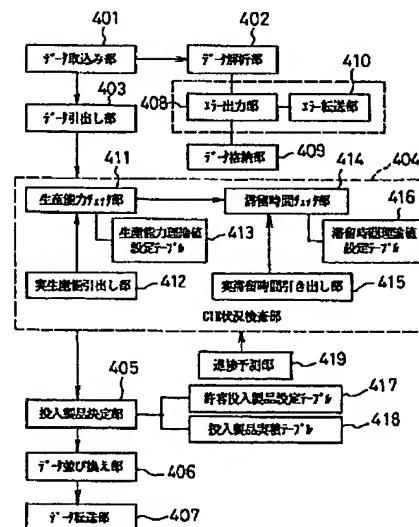 401
データ取込み部
402
データ解析部
410
403
データ引出し部
408
エラー出力部
エラー転送部
データ格納部
409
404
411
生産能力チェック部
414
滞留時間チェック部
416
生産能力理論値
設定テーブル
413
滞留時間理論値
設定テーブル
実生産能引出し部
412
実滞留時間引き出し部
415
CIM状況検査部
進捗予測部
419
405
投入製品決定部
許容投入製品設定テーブル
417
投入製品実績テーブル
418
データ並び換え部
406
データ転送部
407